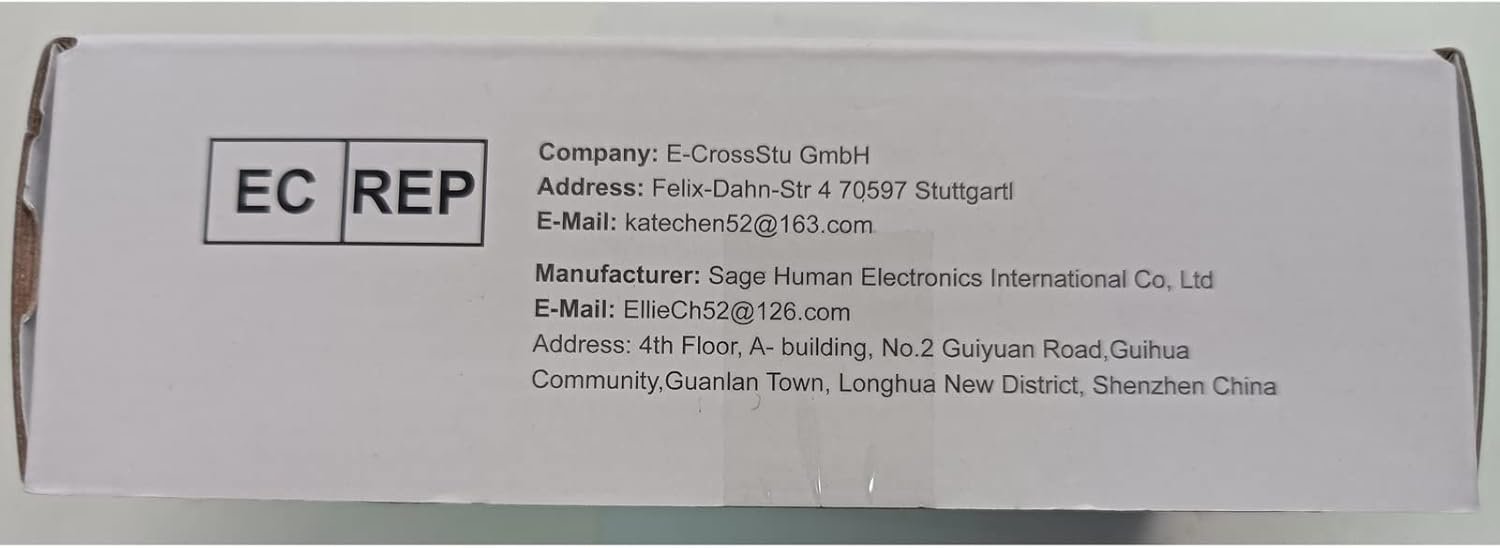 EC REP
Company: E-CrossStu GmbH
Address: Felix-Dahn-Str 4 70597 Stuttgartl
E-Mail: katechen52@163.com
Manufacturer: Sage Human Electronics International Co, Ltd
E-Mail: EllieCh52@126.com
Address: 4th Floor, A- building, No.2 Guiyuan Road,Guihua
Community,Guanlan Town, Longhua New District, Shenzhen China